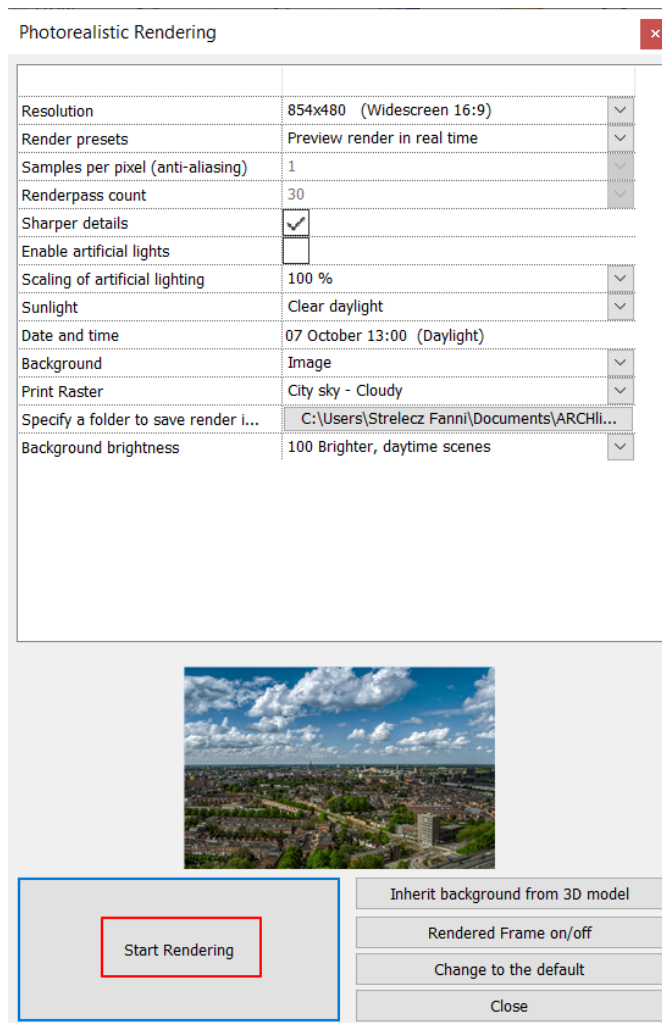 Photorealistic Rendering
Resolution 854x480 (Widescreen 16:9)
Render presets Preview render in real time
Samples per pixel (anti-aliasing) 1
Renderpass count 30
Sharper details
Enable artificial lights
Scaling of artificial lighting 100 %
Sunlight Clear daylight
Date and time 07 October 13:00 (Daylight)
Background Image
Print Raster City sky - Cloudy
Specify a folder to save render i... C:\Users\Strelecz Fanni\Documents\ARCHli...
Background brightness 100 Brighter, daytime scenes
Inherit background from 3D model
Start Rendering
Rendered Frame on/off
Change to the default
Close